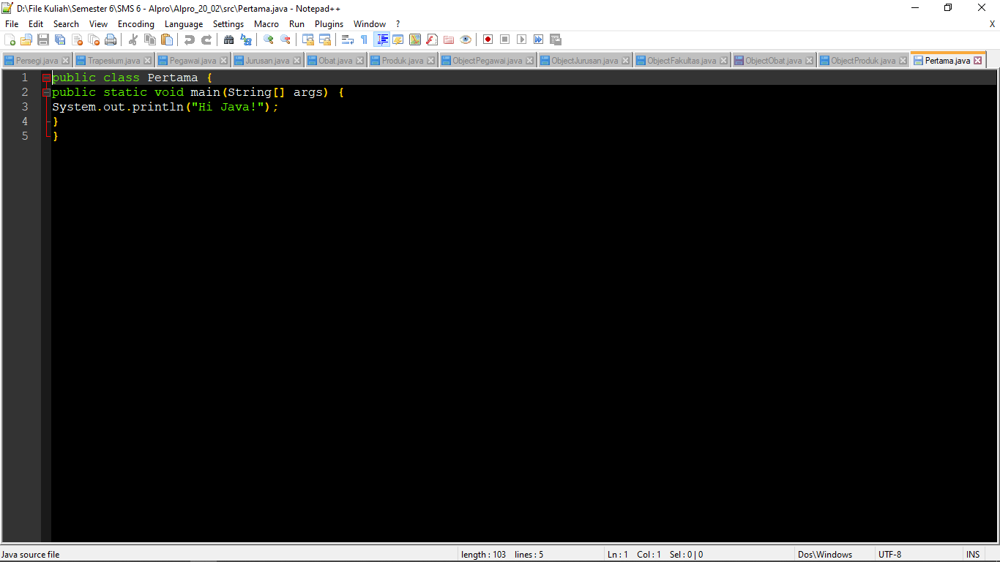 D:\File Kuliah\Semester 6\SMS 6 - Alpro\Alpro_20_02\src\Pertama.java - Notepad++
File Edit Search View Encoding Language Settings Macro Run Plugins Window ? X
Persegi.java Trapesium.java Pegawai.java Jurusan.java Obat.java Produk.java ObjectPegawai.java ObjectJurusan.java ObjectFakultas.java ObjectObat.java ObjectProduk.java Pertama.java
1 public class Pertama {
2 public static void main(String[] args) {
3 System.out.println("Hi Java!");
4 }
5 }
Java source file length : 103 lines : 5 Ln : 1 Col : 1 Sel : 0 | 0 Dos\Windows UTF-8 INS